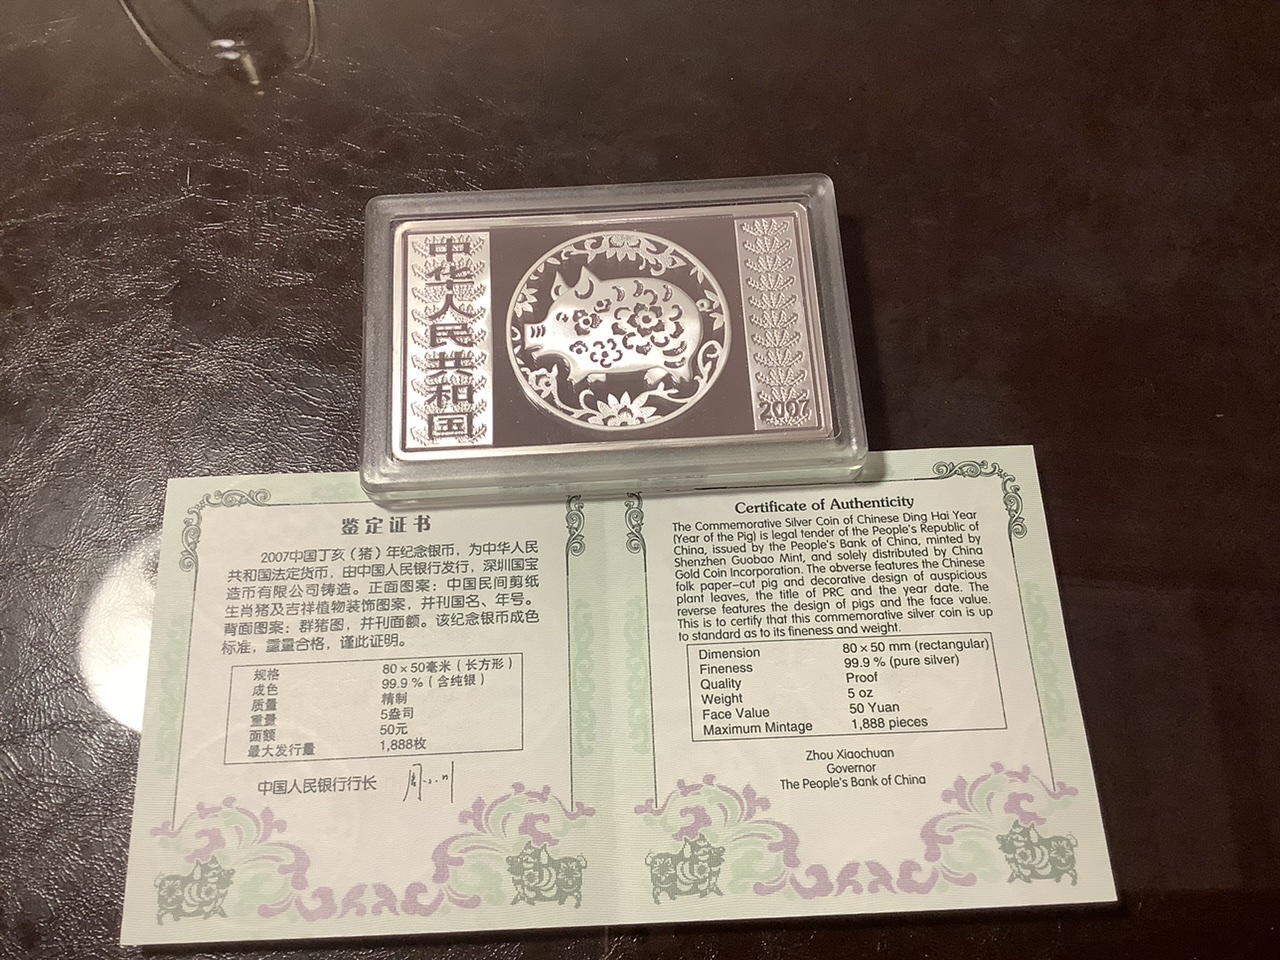 中华人民共和国
2007
鉴定证书
2007中国丁亥（猪）年纪念银币，为中华人民
共和国法定货币，由中国人民银行发行，深圳国宝
造币有限公司铸造。正面图案：中国民间剪纸
生肖猪及吉祥植物装饰图案，并刊国名、年号。
背面图案：群猪图，并刊面额。该纪念银币成色
标准，重量合格，谨此证明。
规格 80×50毫米（长方形）
成色 99.9％（含纯银）
质量 精制
重量 5盎司
面额 50元
最大发行量 1,888枚
中国人民银行行长 周小川
Certificate of Authenticity
The Commemorative Silver Coin of Chinese Ding Hai Year
(Year of the Pig) is legal tender of the People's Republic of
China, issued by the People's Bank of China, minted by
Shenzhen Guobao Mint, and solely distributed by China
Gold Coin Incorporation. The obverse features the Chinese
folk paper–cut pig and decorative design of auspicious
plant leaves, the title of PRC and the year date. The
reverse features the design of pigs and the face value.
This is to certify that this commemorative silver coin is up
to standard as to its fineness and weight.
Dimension 80×50 mm (rectangular)
Fineness 99.9 % (pure silver)
Quality Proof
Weight 5 oz
Face Value 50 Yuan
Maximum Mintage 1,888 pieces
Zhou Xiaochuan
Governor
The People's Bank of China